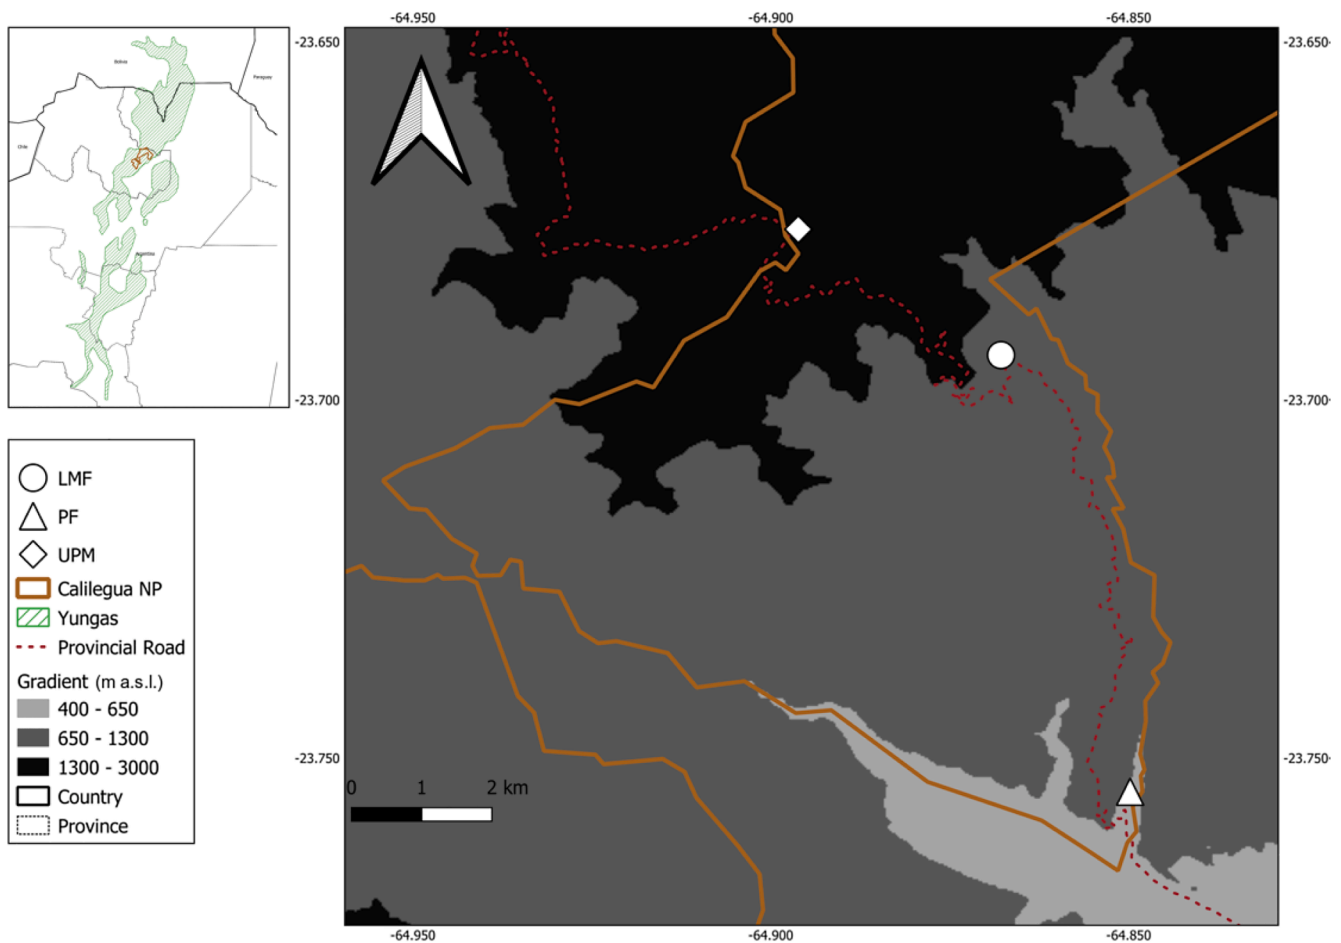 -64.950
-64.900
-64.850
-23.650
-23.650
Bolivia
Paraguay
Chile
Argentina
-23.700
-23.700
LMF
PF
UPM
Calilegua NP
Yungas
Provincial Road
Gradient (m a.s.l.)
400 - 650
650 - 1300
1300 - 3000
Country
Province
-23.750
-23.750
0 1 2 km
-64.950
-64.900
-64.850